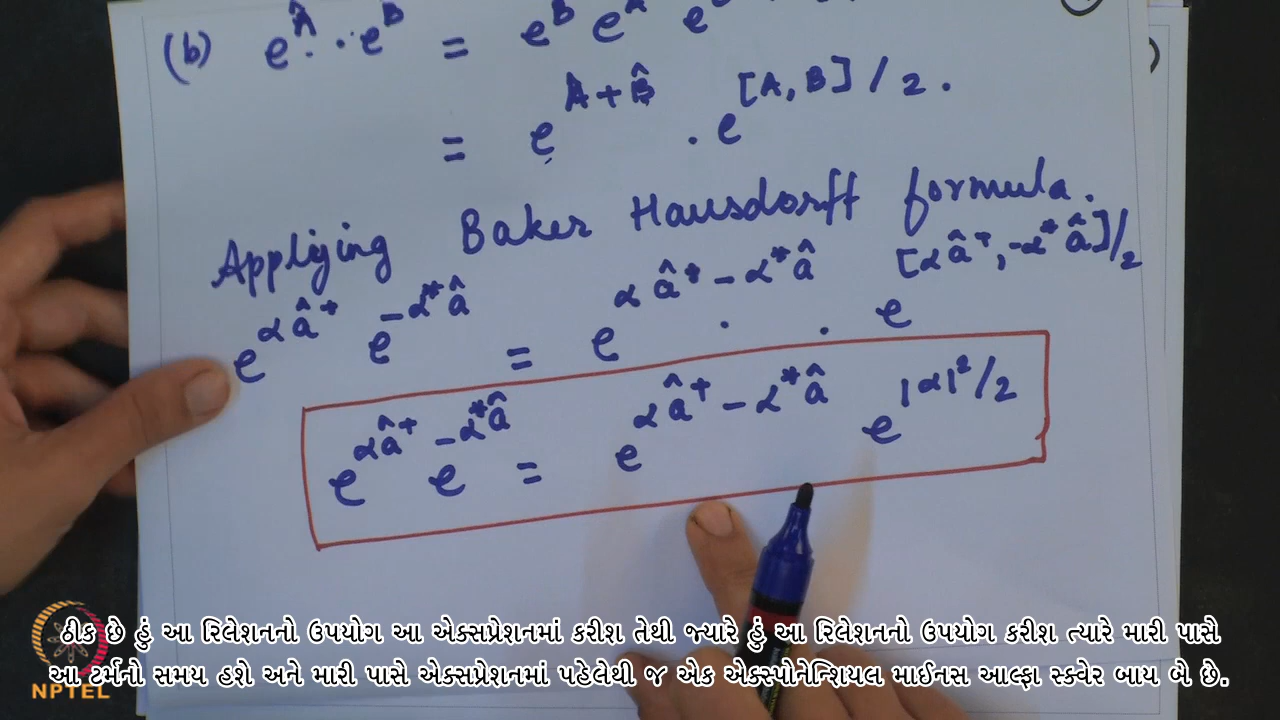 (b) e^Â · e^B = e^B e^A
= e^{A+B̂} · e^{[A,B]/2}.
Applying Baker Hausdorff formula.
e^{αâ⁺} e^{-α*â} = e^{αâ⁺ - α*â} e^{[αâ⁺, -α*â]/2}
e^{αâ⁺} e^{-α*â} = e^{αâ⁺ - α*â} e^{|α|²/2}
ઠીક છે હું આ રિલેશનનો ઉપયોગ આ એક્સપ્રેશનમાં કરીશ તેથી જ્યારે હું આ રિલેશનનો ઉપયોગ કરીશ ત્યારે મારી પાસે
આ ટર્મનો સમય હશે અને મારી પાસે એક્સપ્રેશનમાં પહેલેથી જ એક એક્સ્પોનેન્શિયલ માઈનસ આલ્ફા સ્ક્વેર બાય બે છે.
NPTEL